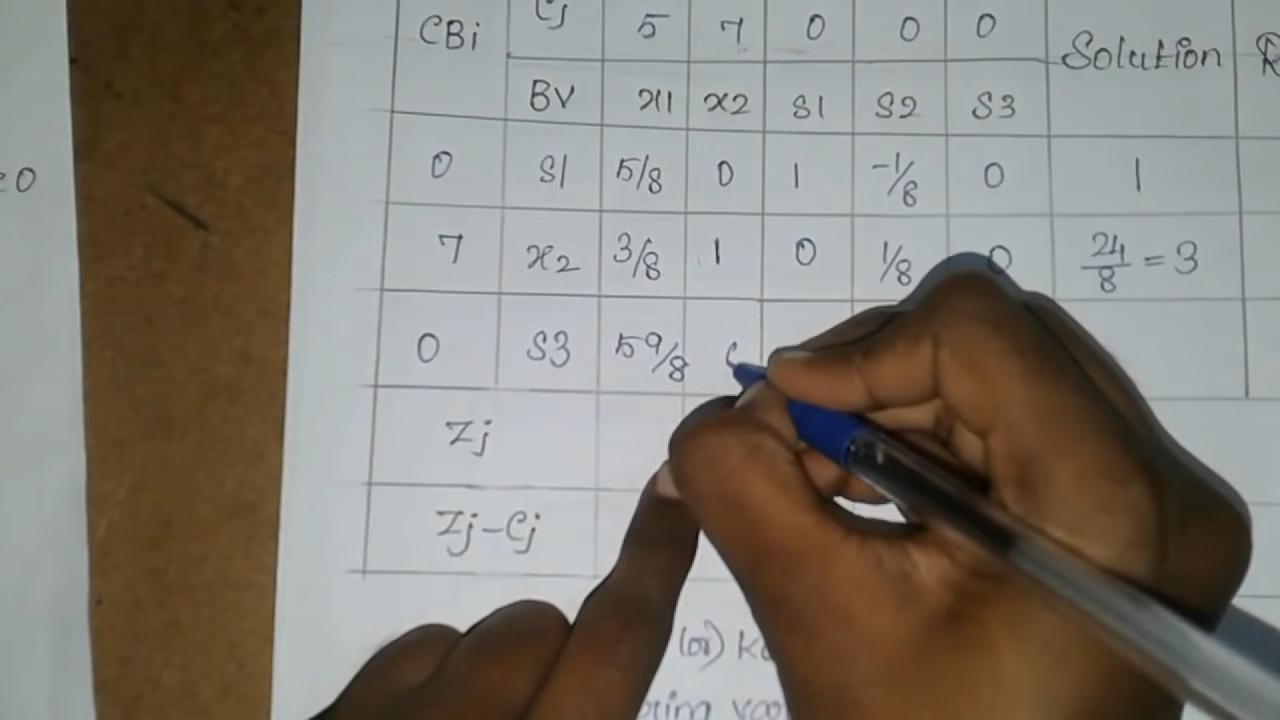 CBi Cj 5 7 0 0 0 Solution
BV x1 x2 S1 S2 S3
0 S1 5/8 0 1 -1/8 0 1
≥0
7 x2 3/8 1 0 1/8 0 24/8 = 3
0 S3 59/8
Zj
Zj-Cj
(or)